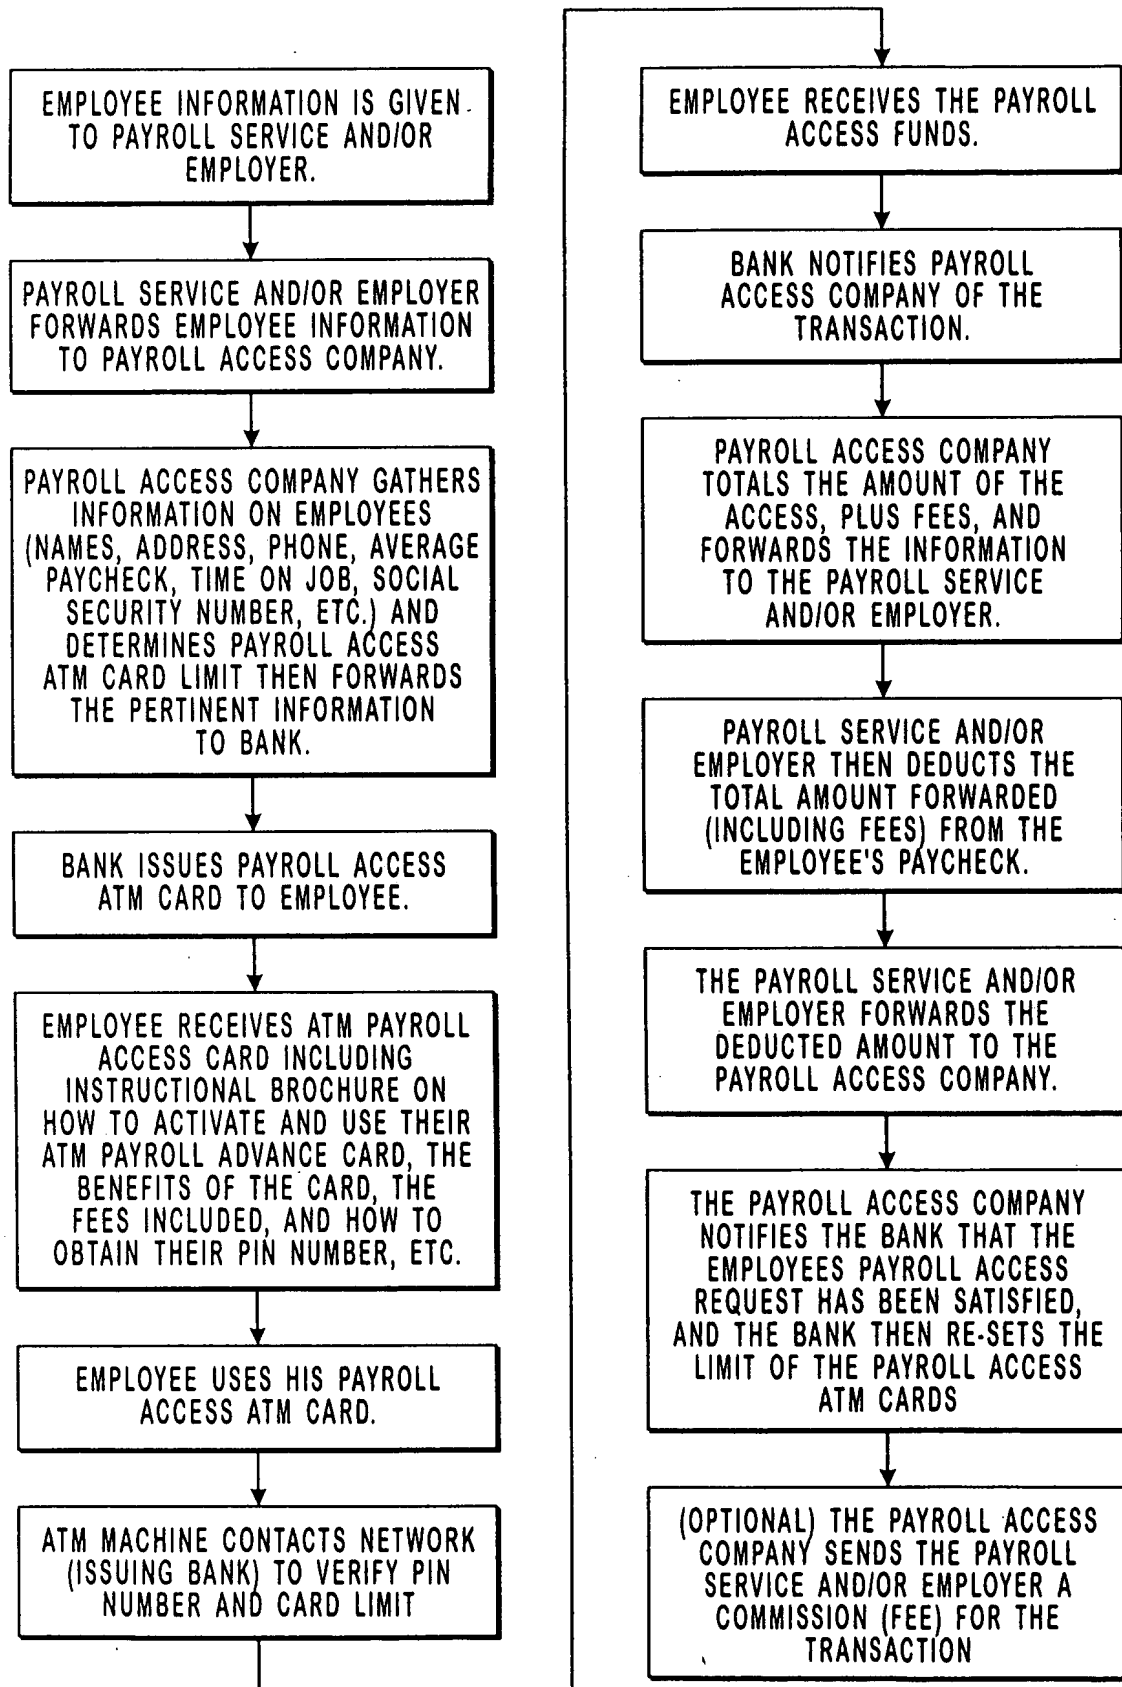 EMPLOYEE INFORMATION IS GIVEN
TO PAYROLL SERVICE AND/OR
EMPLOYER.
PAYROLL SERVICE AND/OR EMPLOYER
FORWARDS EMPLOYEE INFORMATION
TO PAYROLL ACCESS COMPANY.
PAYROLL ACCESS COMPANY GATHERS
INFORMATION ON EMPLOYEES
(NAMES, ADDRESS, PHONE, AVERAGE
PAYCHECK, TIME ON JOB, SOCIAL
SECURITY NUMBER, ETC.) AND
DETERMINES PAYROLL ACCESS
ATM CARD LIMIT THEN FORWARDS
THE PERTINENT INFORMATION
TO BANK.
BANK ISSUES PAYROLL ACCESS
ATM CARD TO EMPLOYEE.
EMPLOYEE RECEIVES ATM PAYROLL
ACCESS CARD INCLUDING
INSTRUCTIONAL BROCHURE ON
HOW TO ACTIVATE AND USE THEIR
ATM PAYROLL ADVANCE CARD, THE
BENEFITS OF THE CARD, THE
FEES INCLUDED, AND HOW TO
OBTAIN THEIR PIN NUMBER, ETC.
EMPLOYEE USES HIS PAYROLL
ACCESS ATM CARD.
ATM MACHINE CONTACTS NETWORK
(ISSUING BANK) TO VERIFY PIN
NUMBER AND CARD LIMIT
EMPLOYEE RECEIVES THE PAYROLL
ACCESS FUNDS.
BANK NOTIFIES PAYROLL
ACCESS COMPANY OF THE
TRANSACTION.
PAYROLL ACCESS COMPANY
TOTALS THE AMOUNT OF THE
ACCESS, PLUS FEES, AND
FORWARDS THE INFORMATION
TO THE PAYROLL SERVICE
AND/OR EMPLOYER.
PAYROLL SERVICE AND/OR
EMPLOYER THEN DEDUCTS THE
TOTAL AMOUNT FORWARDED
(INCLUDING FEES) FROM THE
EMPLOYEE'S PAYCHECK.
THE PAYROLL SERVICE AND/OR
EMPLOYER FORWARDS THE
DEDUCTED AMOUNT TO THE
PAYROLL ACCESS COMPANY.
THE PAYROLL ACCESS COMPANY
NOTIFIES THE BANK THAT THE
EMPLOYEES PAYROLL ACCESS
REQUEST HAS BEEN SATISFIED,
AND THE BANK THEN RE-SETS THE
LIMIT OF THE PAYROLL ACCESS
ATM CARDS
(OPTIONAL) THE PAYROLL ACCESS
COMPANY SENDS THE PAYROLL
SERVICE AND/OR EMPLOYER A
COMMISSION (FEE) FOR THE
TRANSACTION